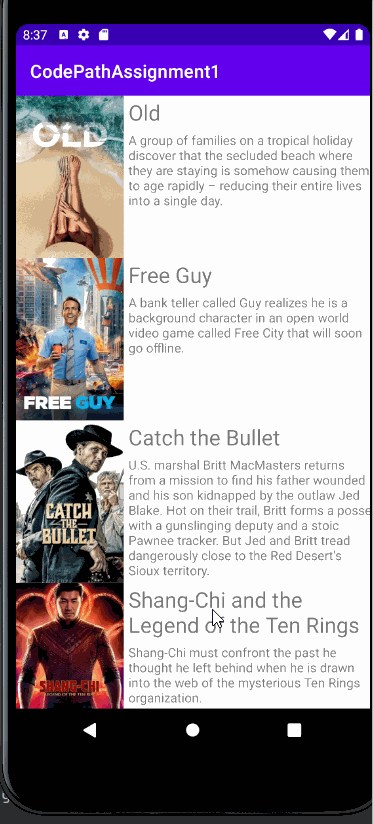 8:37
CodePathAssignment1
OLD
Old
A group of families on a tropical holiday
discover that the secluded beach where
they are staying is somehow causing them
to age rapidly – reducing their entire lives
into a single day.
FREE GUY
Free Guy
A bank teller called Guy realizes he is a
background character in an open world
video game called Free City that will soon
go offline.
CATCH
THE
BULLET
Catch the Bullet
U.S. marshal Britt MacMasters returns
from a mission to find his father wounded
and his son kidnapped by the outlaw Jed
Blake. Hot on their trail, Britt forms a posse
with a gunslinging deputy and a stoic
Pawnee tracker. But Jed and Britt tread
dangerously close to the Red Desert's
Sioux territory.
SHANG-CHI
Shang-Chi and the
Legend of the Ten Rings
Shang-Chi must confront the past he
thought he left behind when he is drawn
into the web of the mysterious Ten Rings
organization.